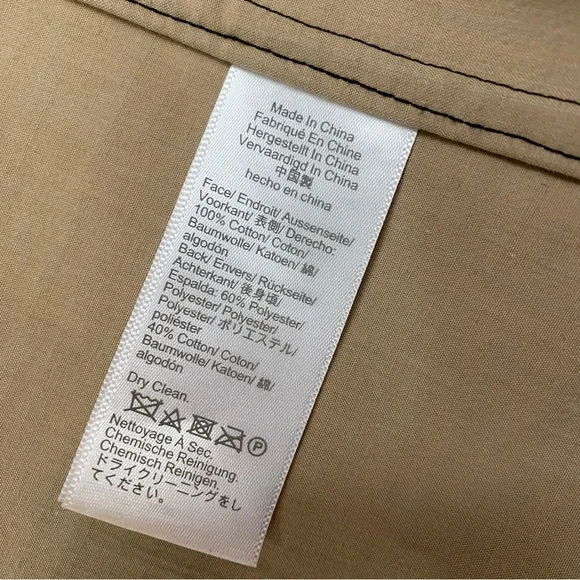 Made In China
Fabriqué En Chine
Hergestellt In China
Vervaardigd In China
中国製
hecho en china
Face/ Endroit/ Aussenseite/
Voorkant/ 表側/ Derecho:
100% Cotton/ Coton/
Baumwolle/ Katoen/ 綿/
algodón
Back/ Envers/ Rückseite/
Achterkant/ 後身頃/
Espalda: 60% Polyester/
Polyester/ Polyester/
Polyester/ ポリエステル/
poliéster
40% Cotton/ Coton/
Baumwolle/ Katoen/ 綿/
algodón
Dry Clean.
P
Nettoyage À Sec.
Chemische Reinigung.
Chemisch Reinigen.
ドライクリーニングをし
てください。